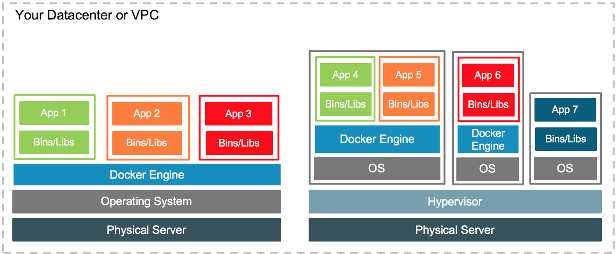 Your Datacenter or VPC
App 1
Bins/Libs
App 2
Bins/Libs
App 3
Bins/Libs
Docker Engine
Operating System
Physical Server
App 4
Bins/Libs
App 5
Bins/Libs
Docker Engine
OS
App 6
Bins/Libs
Docker
Engine
OS
App 7
Bins/Libs
OS
Hypervisor
Physical Server